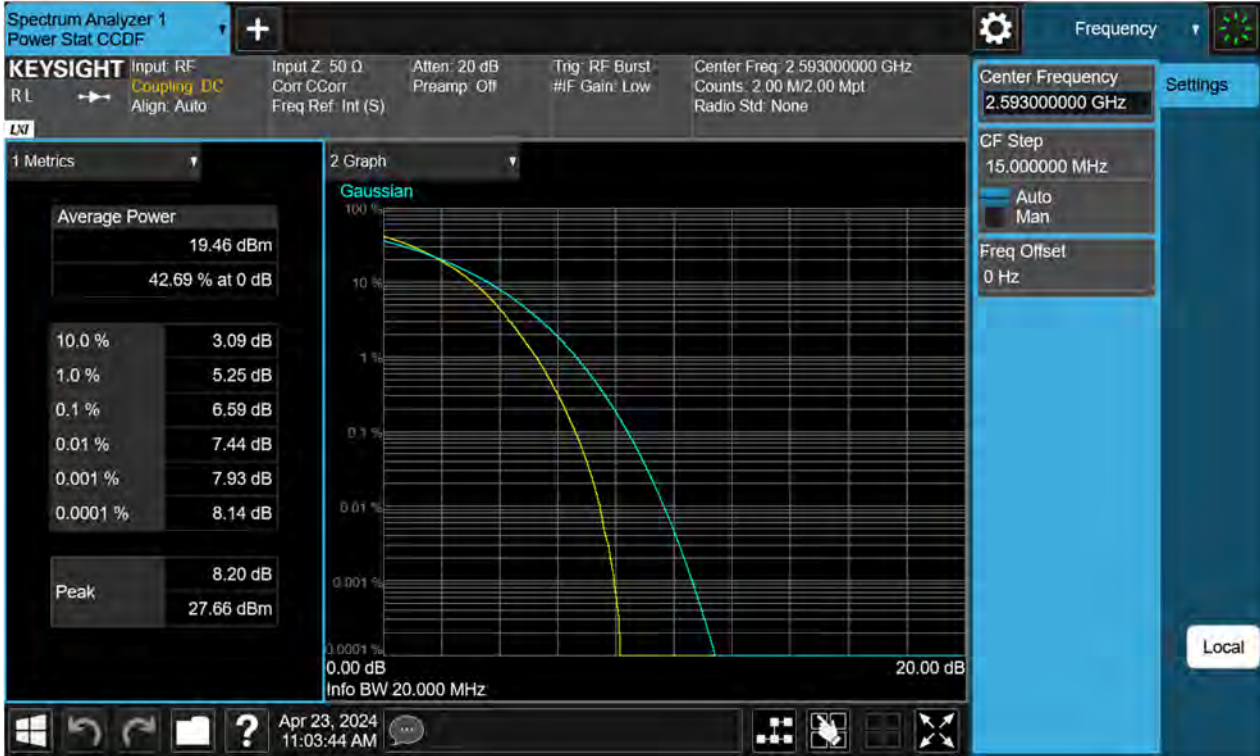 Spectrum Analyzer 1
Power Stat CCDF
+
Frequency
KEYSIGHT
R L
LXI
Input: RF
Coupling: DC
Align: Auto
Input Z: 50 Ω
Corr CCorr
Freq Ref: Int (S)
Atten: 20 dB
Preamp: Off
Trig: RF Burst
#IF Gain: Low
Center Freq: 2.593000000 GHz
Counts: 2.00 M/2.00 Mpt
Radio Std: None
Center Frequency
2.593000000 GHz
Settings
CF Step
15.000000 MHz
Auto
Man
Freq Offset
0 Hz
1 Metrics
Average Power
19.46 dBm
42.69 % at 0 dB
10.0 % 3.09 dB
1.0 % 5.25 dB
0.1 % 6.59 dB
0.01 % 7.44 dB
0.001 % 7.93 dB
0.0001 % 8.14 dB
Peak
8.20 dB
27.66 dBm
2 Graph
Gaussian
100 %
10 %
1 %
0.1 %
0.01 %
0.001 %
0.0001 %
0.00 dB 20.00 dB
Info BW 20.000 MHz
Local
?
Apr 23, 2024
11:03:44 AM